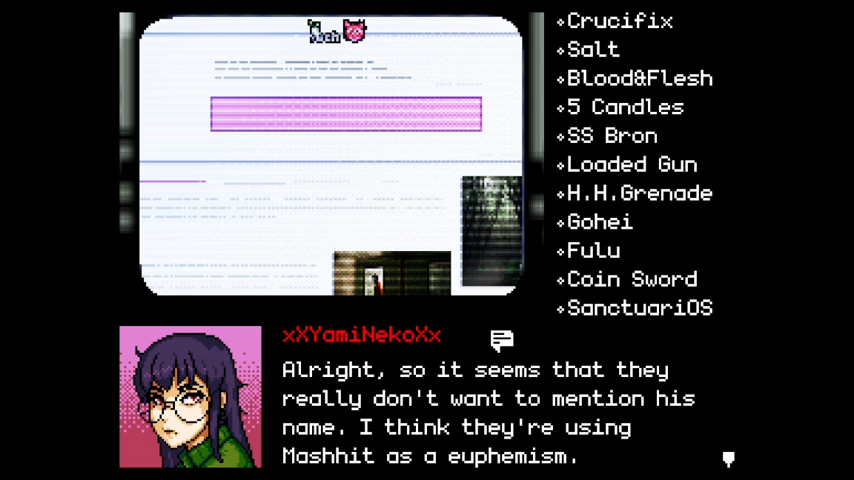 ⋄Crucifix
⋄Salt
⋄Blood&Flesh
⋄5 Candles
⋄SS Bron
⋄Loaded Gun
⋄H.H.Grenade
⋄Gohei
⋄Fulu
⋄Coin Sword
⋄SanctuariOS
xXYamiNekoXx
Alright, so it seems that they
really don't want to mention his
name. I think they're using
Mashhit as a euphemism.